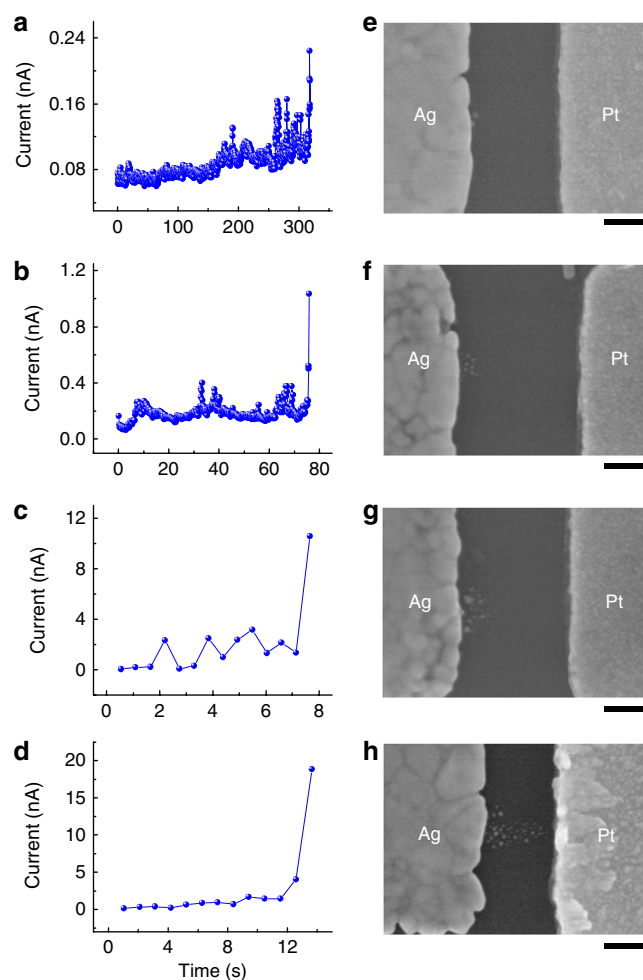 a
0.24
0.16
0.08
Current (nA)
0
100
200
300
e
Ag
Pt
b
1.2
0.8
0.4
0.0
Current (nA)
0
20
40
60
80
f
Ag
Pt
c
12
8
4
0
Current (nA)
0
2
4
6
8
g
Ag
Pt
d
20
15
10
5
0
Current (nA)
0
4
8
12
Time (s)
h
Ag
Pt